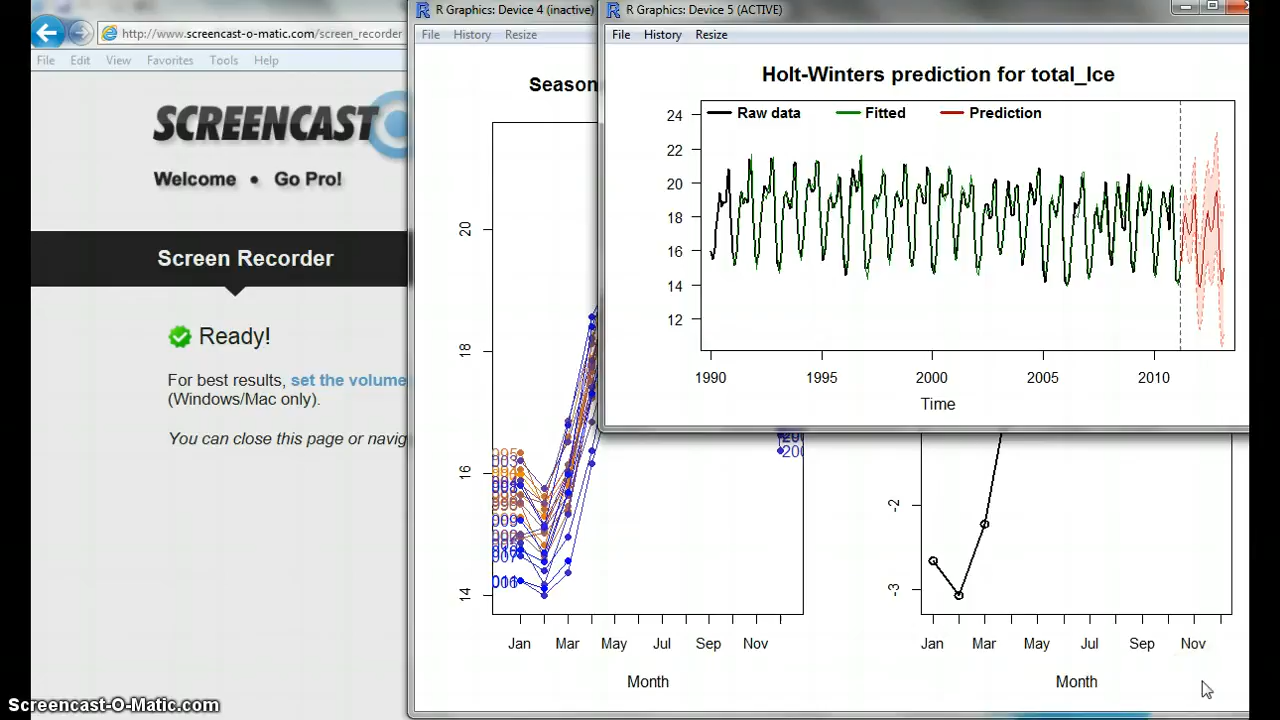 http://www.screencast-o-matic.com/screen_recorder
File Edit View Favorites Tools Help
SCREENCAST
Welcome • Go Pro!
Screen Recorder
Ready!
For best results, set the volume
(Windows/Mac only).
You can close this page or navig
Screencast-O-Matic.com
R Graphics: Device 4 (inactive)
File History Resize
Season
20
18
16
14
Jan Mar May Jul Sep Nov
Month
-2
-3
Jan Mar May Jul Sep Nov
Month
R Graphics: Device 5 (ACTIVE)
File History Resize
Holt-Winters prediction for total_Ice
Raw data Fitted Prediction
24
22
20
18
16
14
12
1990 1995 2000 2005 2010
Time